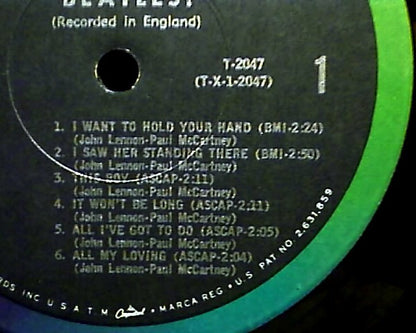 BEATLES!
(Recorded in England)
T-2047
(T-X-1-2047)
1
1. I WANT TO HOLD YOUR HAND (BMI-2:24)
(John Lennon-Paul McCartney)
2. I SAW HER STANDING THERE (BMI-2:50)
(John Lennon-Paul McCartney)
3. THIS BOY (ASCAP-2:11)
(John Lennon-Paul McCartney)
4. IT WON'T BE LONG (ASCAP-2:11)
(John Lennon-Paul McCartney)
5. ALL I'VE GOT TO DO (ASCAP-2:05)
(John Lennon-Paul McCartney)
6. ALL MY LOVING (ASCAP-2:04)
(John Lennon-Paul McCartney)
RDS INC U S A T M Capitol • MARCA REG • U.S. PAT NO 2,631,859